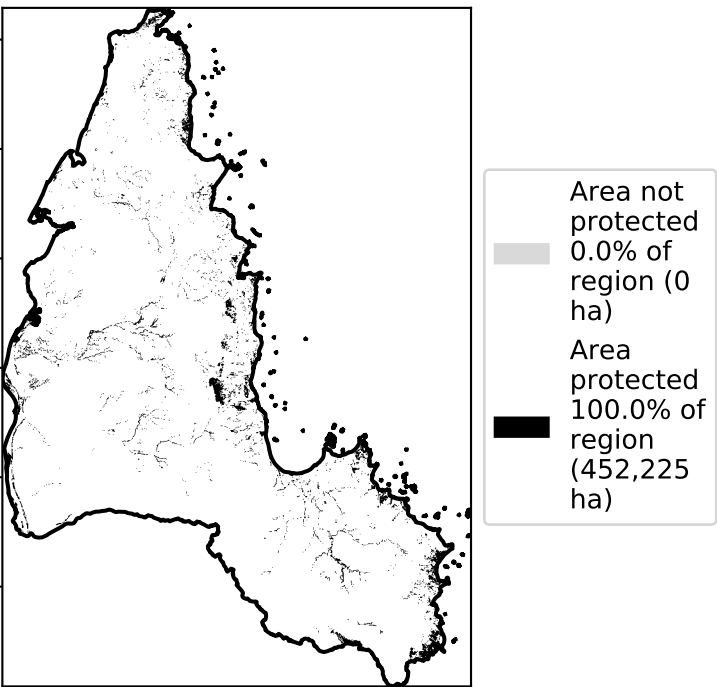 Area not
protected
0.0% of
region (0
ha)
Area
protected
100.0% of
region
(452,225
ha)